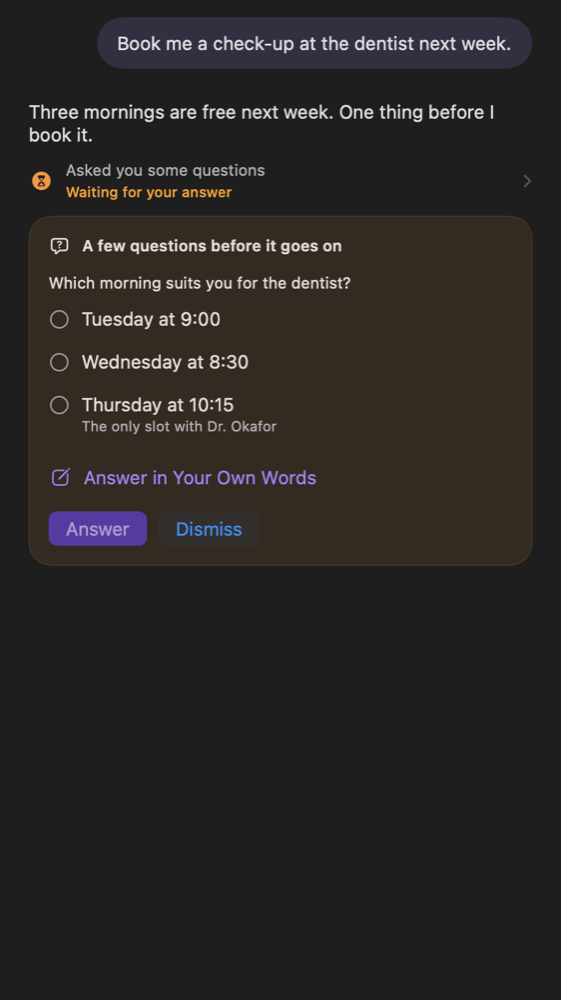 Book me a check-up at the dentist next week.
Three mornings are free next week. One thing before I
book it.
Asked you some questions
Waiting for your answer
A few questions before it goes on
Which morning suits you for the dentist?
Tuesday at 9:00
Wednesday at 8:30
Thursday at 10:15
The only slot with Dr. Okafor
Answer in Your Own Words
Answer
Dismiss